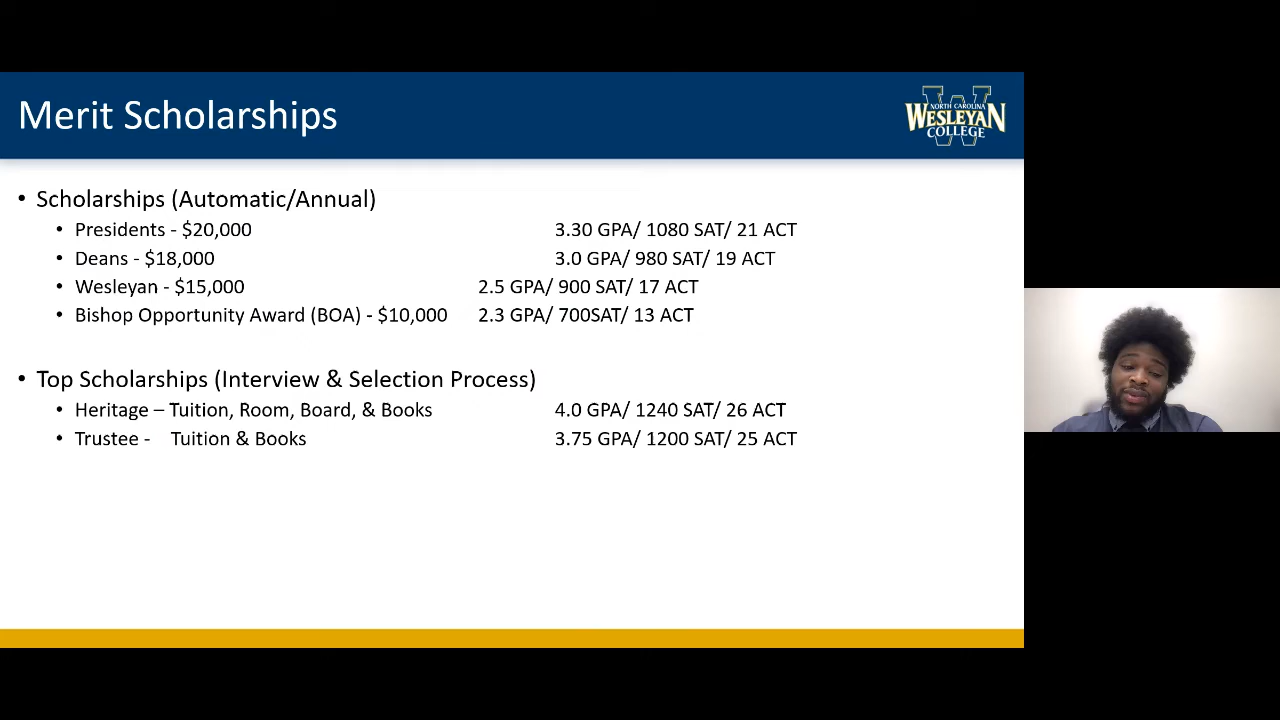 Merit Scholarships
NORTH CAROLINA
WESLEYAN
COLLEGE
• Scholarships (Automatic/Annual)
• Presidents - $20,000 3.30 GPA/ 1080 SAT/ 21 ACT
• Deans - $18,000 3.0 GPA/ 980 SAT/ 19 ACT
• Wesleyan - $15,000 2.5 GPA/ 900 SAT/ 17 ACT
• Bishop Opportunity Award (BOA) - $10,000 2.3 GPA/ 700SAT/ 13 ACT
• Top Scholarships (Interview & Selection Process)
• Heritage – Tuition, Room, Board, & Books 4.0 GPA/ 1240 SAT/ 26 ACT
• Trustee - Tuition & Books 3.75 GPA/ 1200 SAT/ 25 ACT